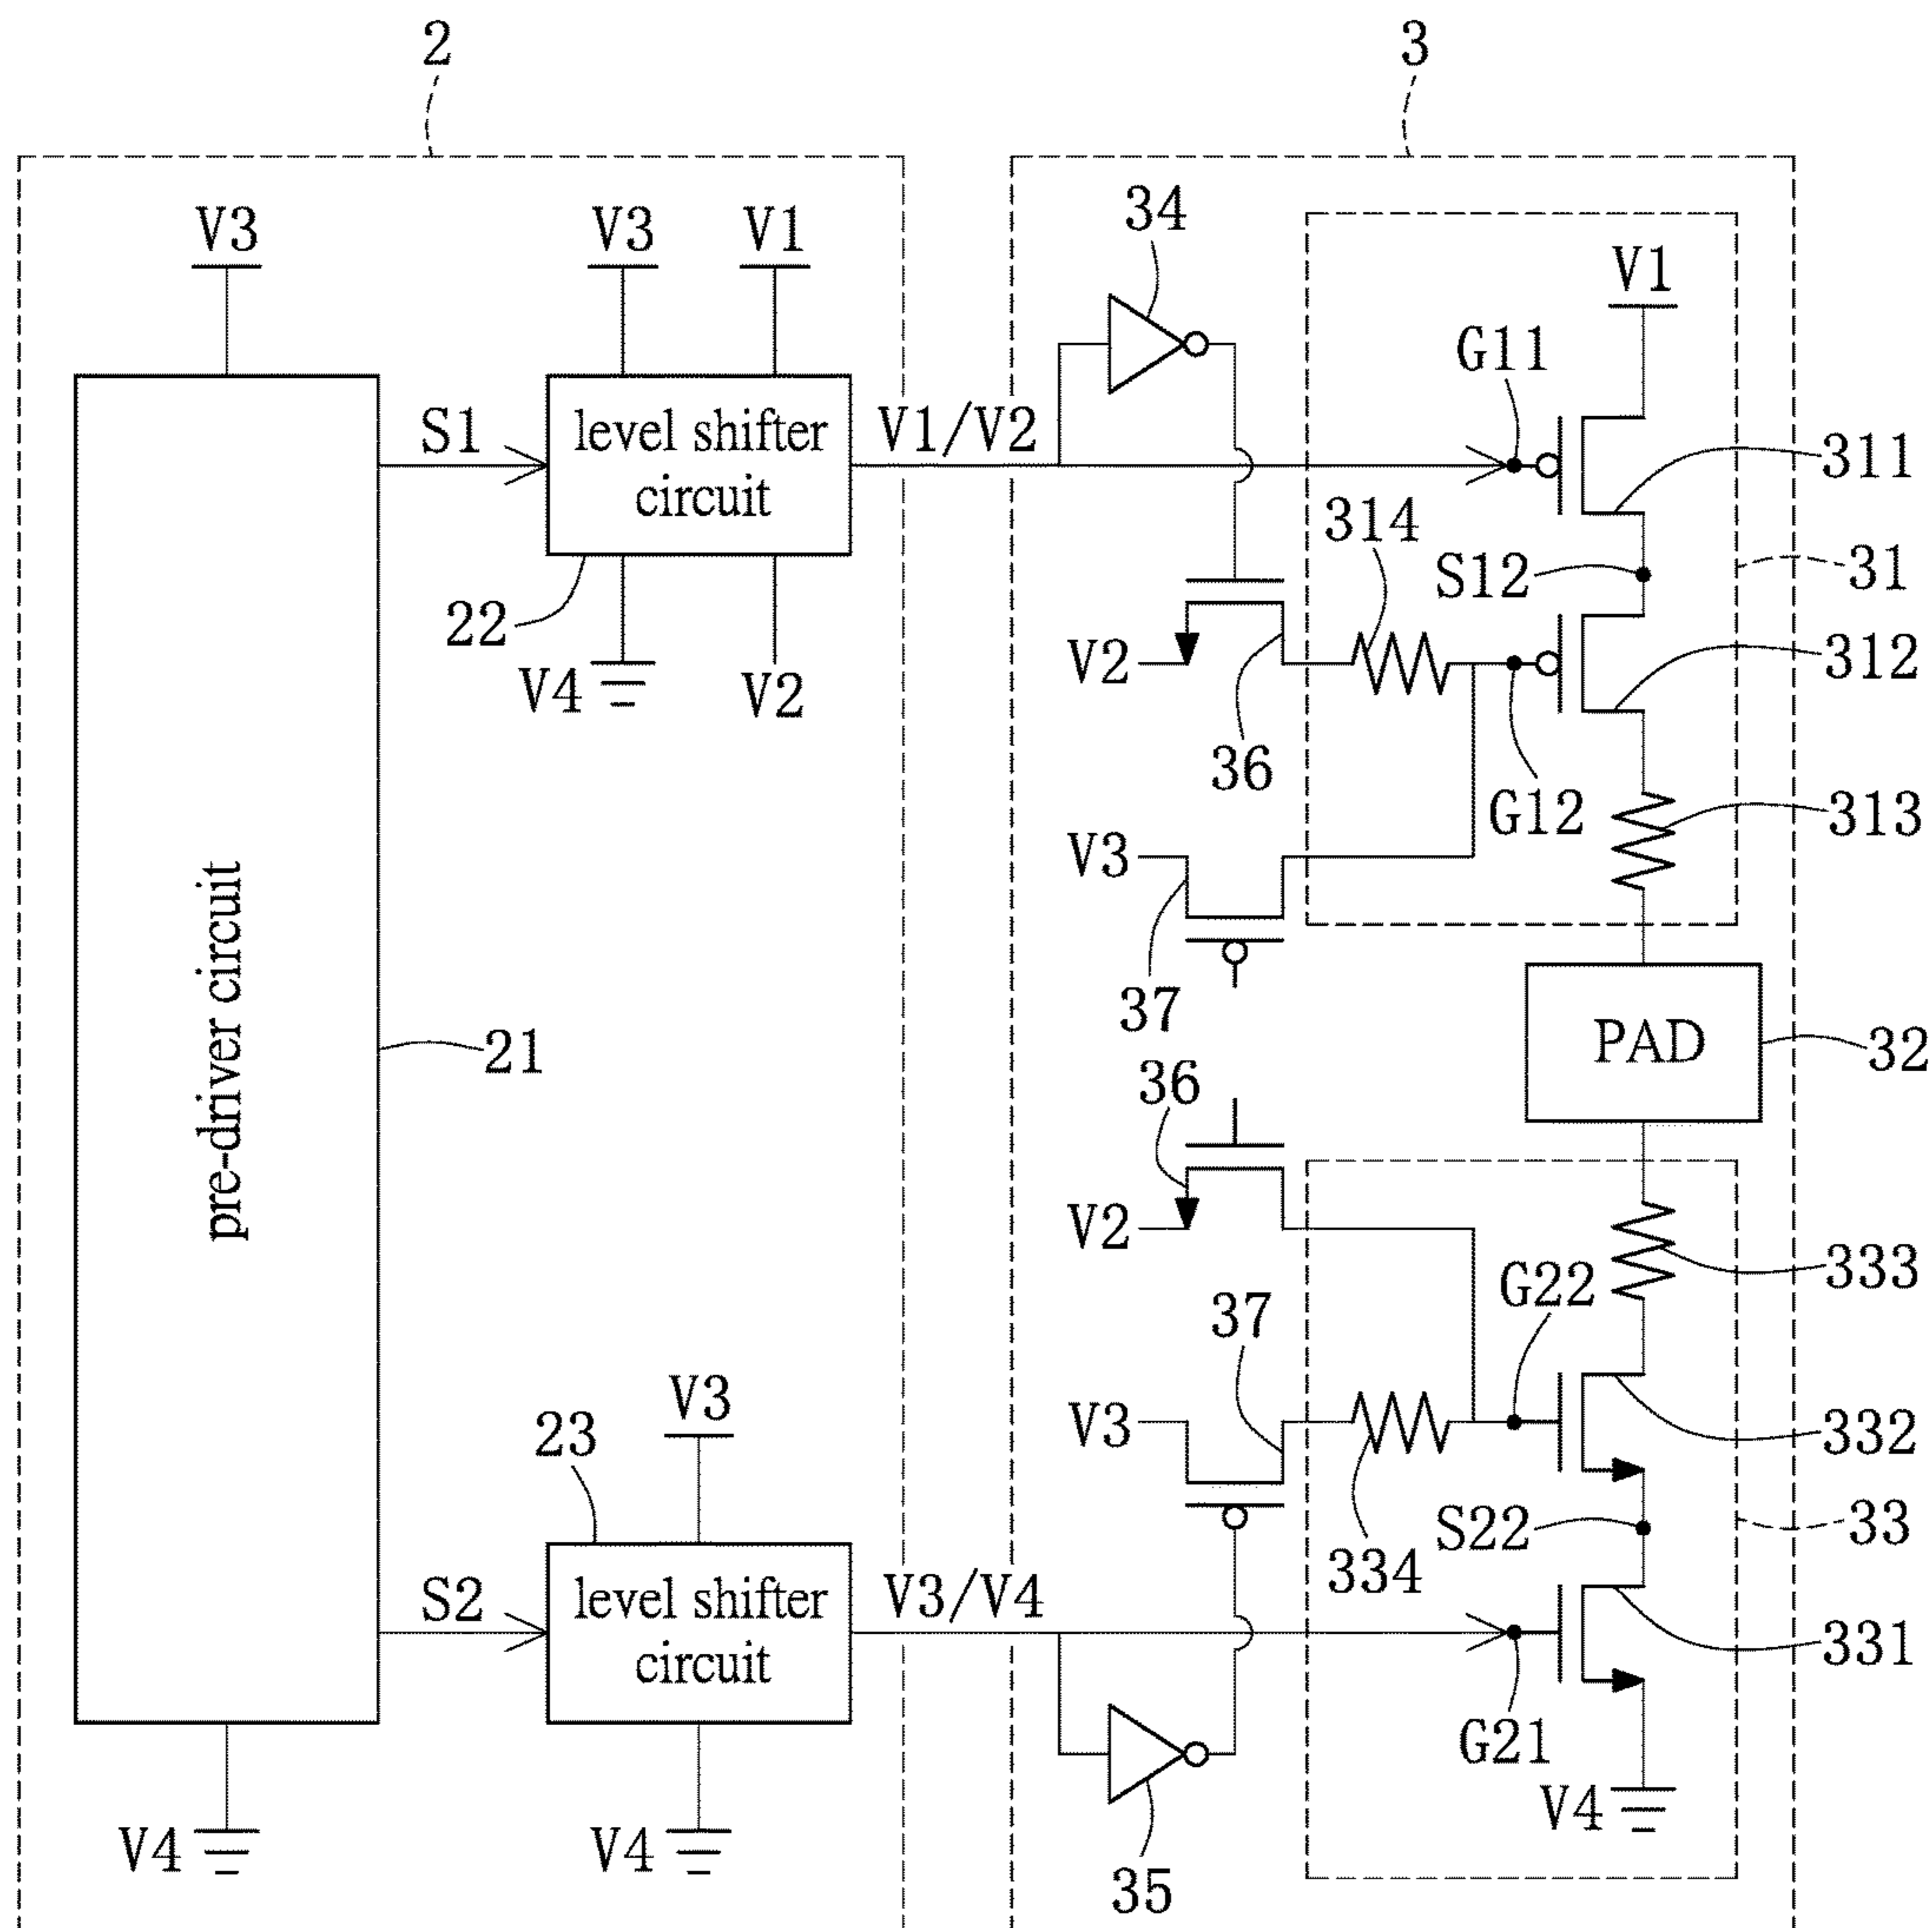 2
3
V3
V3
V1
34
V1
G11
S1
level shifter
circuit
V1/V2
311
314
S12
31
22
V4
V2
V2
36
G12
312
313
V3
37
pre-driver circuit
21
PAD
32
36
V2
333
G22
37
V3
23
V3
334
S22
332
33
S2
level shifter
circuit
V3/V4
331
G21
V4
V4
V4
35